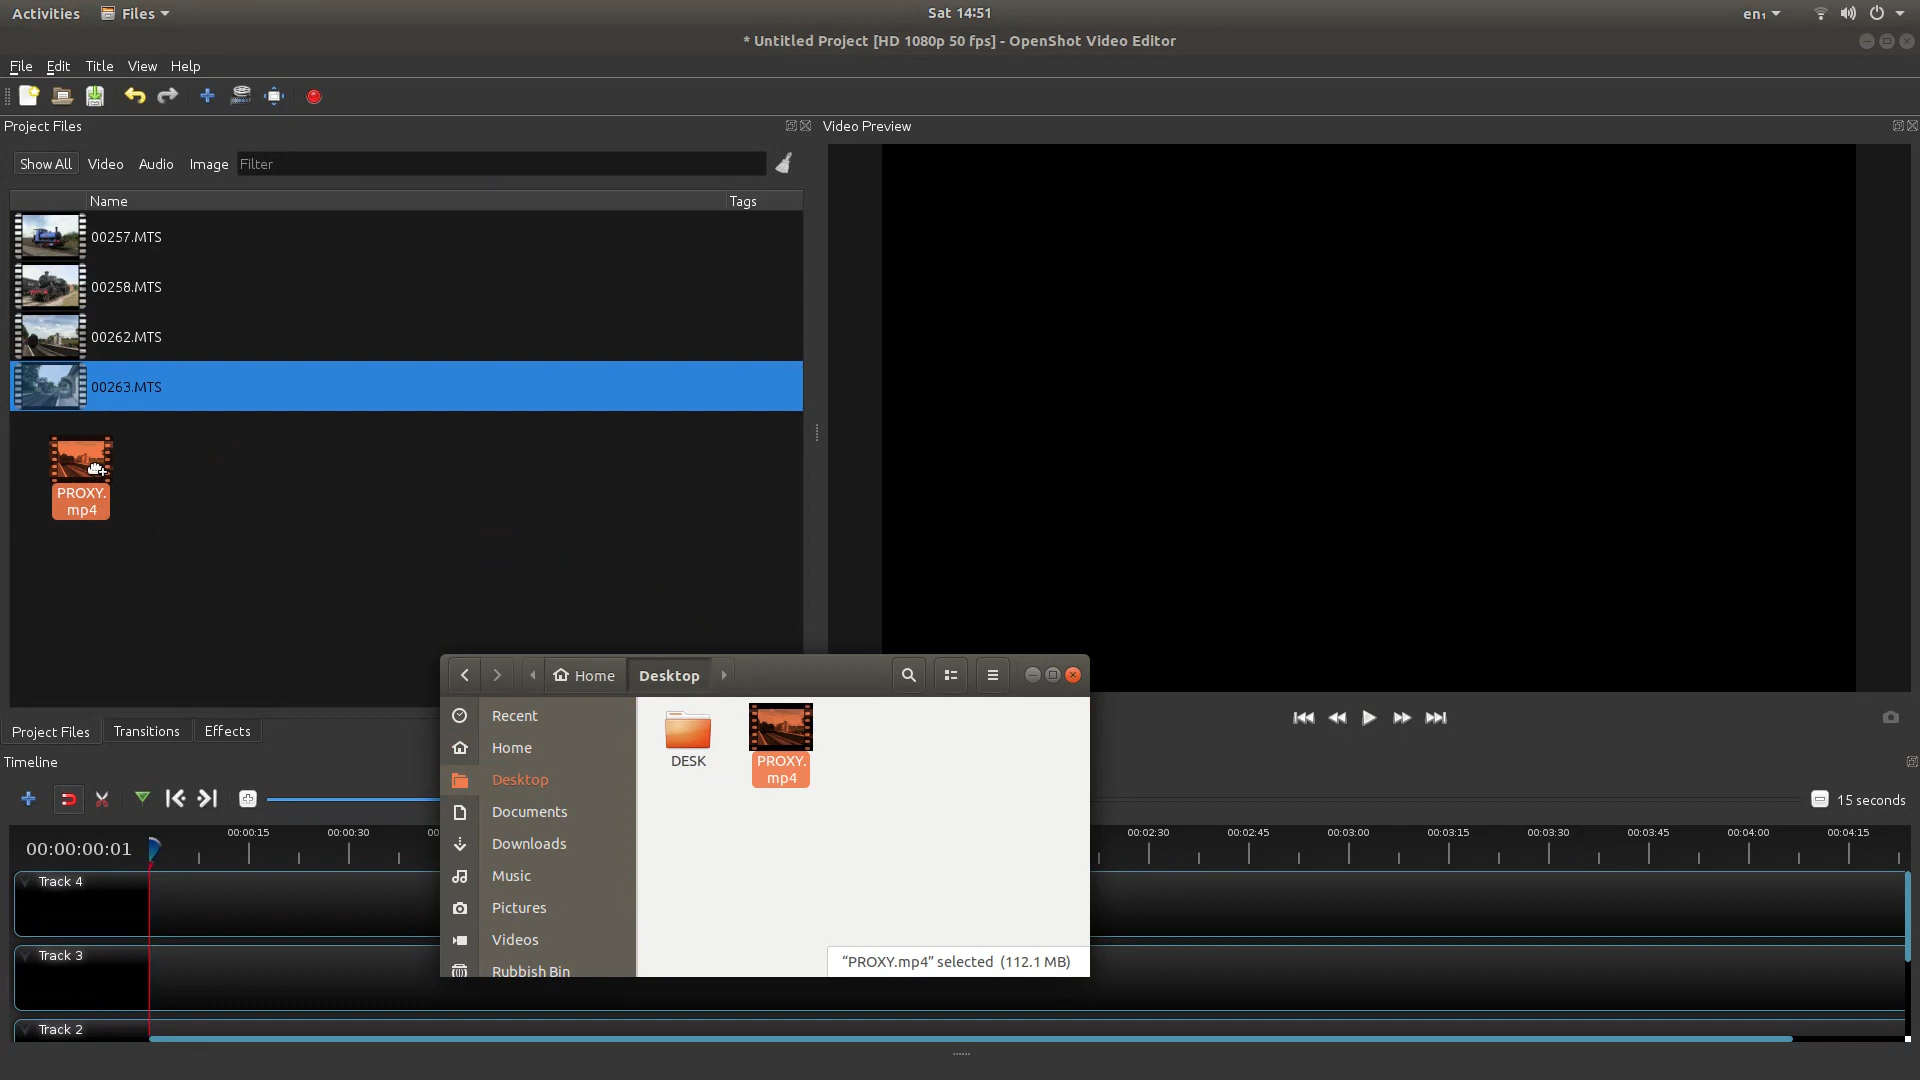 Activities Files Sat 14:51 en₁
* Untitled Project [HD 1080p 50 fps] - OpenShot Video Editor
File Edit Title View Help
Project Files
Video Preview
Show All Video Audio Image Filter
Name Tags
00257.MTS
00258.MTS
00262.MTS
00263.MTS
PROXY.
mp4
Home Desktop
Recent
Home
Desktop
Documents
Downloads
Music
Pictures
Videos
Rubbish Bin
DESK
PROXY.
mp4
“PROXY.mp4” selected (112.1 MB)
Project Files Transitions Effects
Timeline
15 seconds
00:00:00:01
00:00:15 00:00:30 00:02:30 00:02:45 00:03:00 00:03:15 00:03:30 00:03:45 00:04:00 00:04:15
Track 4
Track 3
Track 2